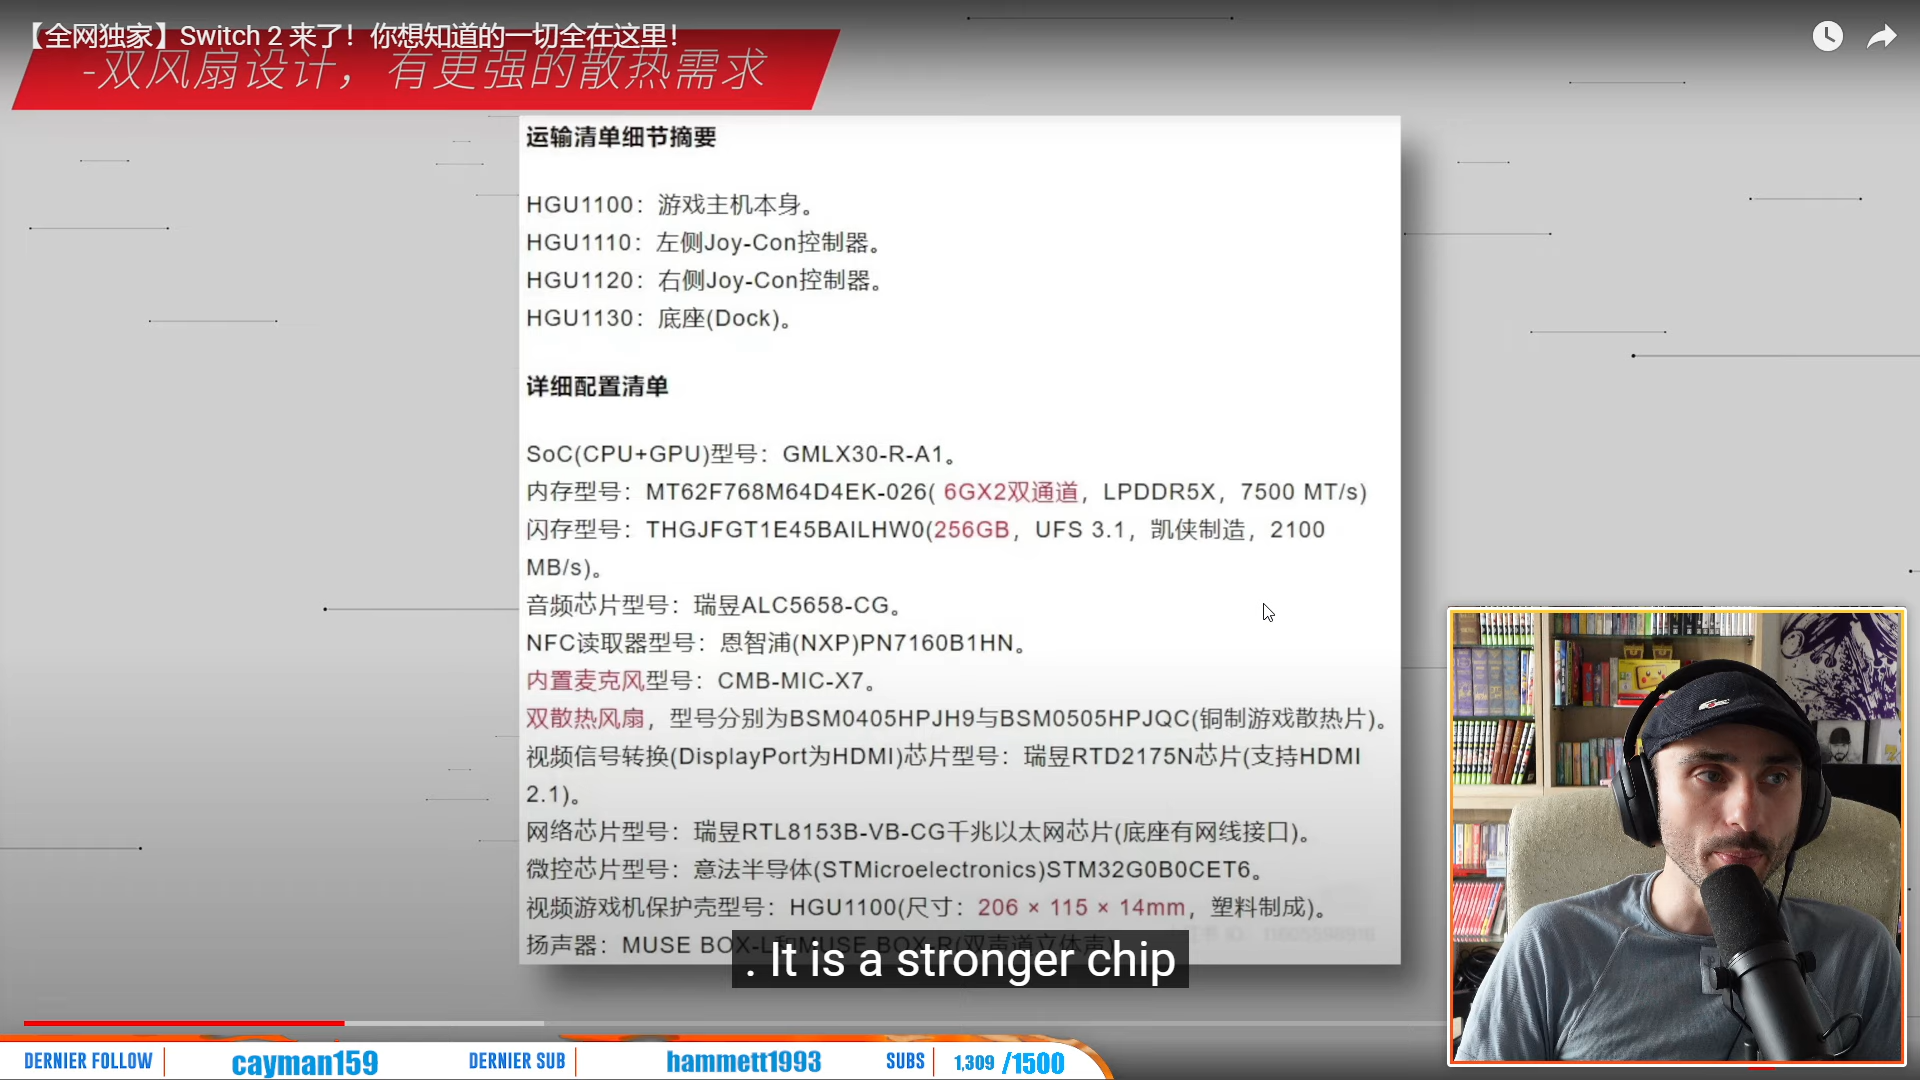 【全网独家】Switch 2 来了！你想知道的一切全在这里！
-双风扇设计，有更强的散热需求
运输清单细节摘要
HGU1100：游戏主机本身。
HGU1110：左侧Joy-Con控制器。
HGU1120：右侧Joy-Con控制器。
HGU1130：底座(Dock)。
详细配置清单
SoC(CPU+GPU)型号：GMLX30-R-A1。
内存型号：MT62F768M64D4EK-026( 6GX2双通道，LPDDR5X，7500 MT/s)
闪存型号：THGJFGT1E45BAILHW0(256GB，UFS 3.1，凯侠制造，2100
MB/s)。
音频芯片型号：瑞昱ALC5658-CG。
NFC读取器型号：恩智浦(NXP)PN7160B1HN。
内置麦克风型号：CMB-MIC-X7。
双散热风扇，型号分别为BSM0405HPJH9与BSM0505HPJQC(铜制游戏散热片)。
视频信号转换(DisplayPort为HDMI)芯片型号：瑞昱RTD2175N芯片(支持HDMI
2.1)。
网络芯片型号：瑞昱RTL8153B-VB-CG千兆以太网芯片(底座有网线接口)。
微控芯片型号：意法半导体(STMicroelectronics)STM32G0B0CET6。
视频游戏机保护壳型号：HGU1100(尺寸：206 × 115 × 14mm，塑料制成)。
扬声器：MUSE BOX-L和MUSE BOX-R(双声道立体声)
. It is a stronger chip
DERNIER FOLLOW cayman159 DERNIER SUB hammett1993 SUBS 1,309 /1500